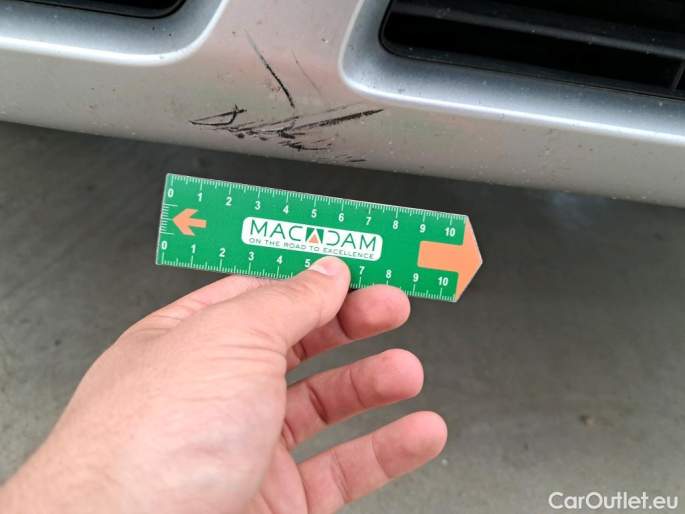 0 1 2 3 4 5 6 7 8 9 10
MACADAM
ON THE ROAD TO EXCELLENCE
0 1 2 3 4 5 7 8 9 10
CarOutlet.eu